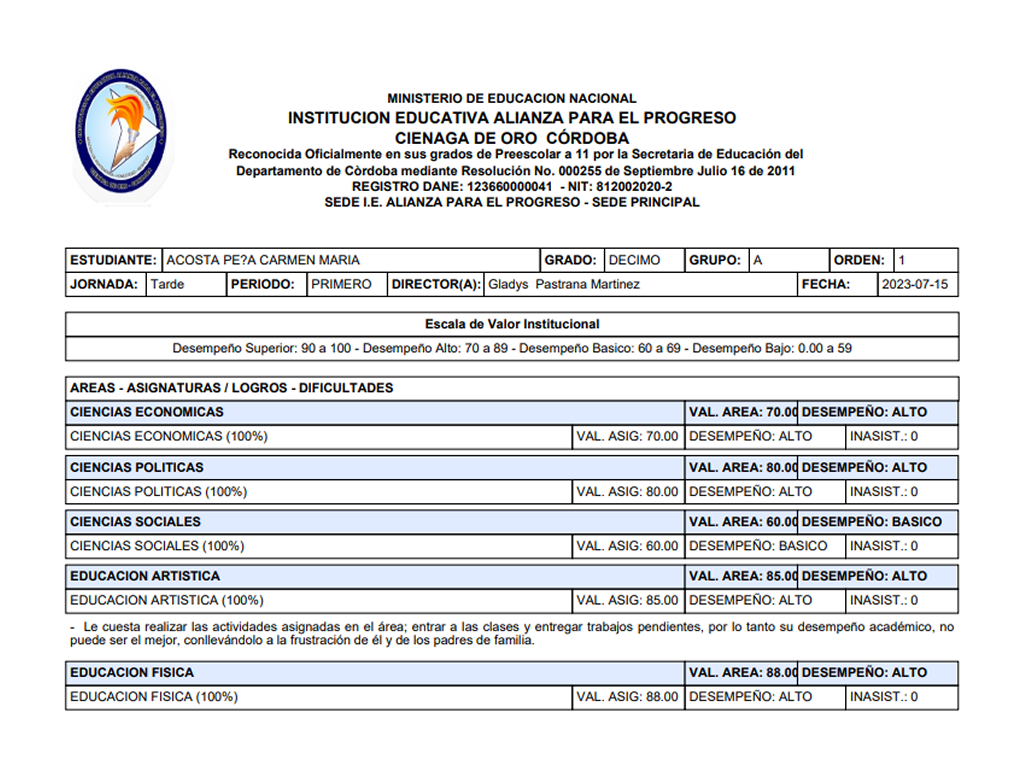 MINISTERIO DE EDUCACION NACIONAL
INSTITUCION EDUCATIVA ALIANZA PARA EL PROGRESO
CIENAGA DE ORO CÓRDOBA
Reconocida Oficialmente en sus grados de Preescolar a 11 por la Secretaria de Educación del
Departamento de Còrdoba mediante Resolución No. 000255 de Septiembre Julio 16 de 2011
REGISTRO DANE: 123660000041 - NIT: 812002020-2
SEDE I.E. ALIANZA PARA EL PROGRESO - SEDE PRINCIPAL
ESTUDIANTE: ACOSTA PE?A CARMEN MARIA GRADO: DECIMO GRUPO: A ORDEN: 1
JORNADA: Tarde PERIODO: PRIMERO DIRECTOR(A): Gladys Pastrana Martinez FECHA: 2023-07-15
Escala de Valor Institucional
Desempeño Superior: 90 a 100 - Desempeño Alto: 70 a 89 - Desempeño Basico: 60 a 69 - Desempeño Bajo: 0.00 a 59
AREAS - ASIGNATURAS / LOGROS - DIFICULTADES
CIENCIAS ECONOMICAS VAL. AREA: 70.00 DESEMPEÑO: ALTO
CIENCIAS ECONOMICAS (100%) VAL. ASIG: 70.00 DESEMPEÑO: ALTO INASIST.: 0
CIENCIAS POLITICAS VAL. AREA: 80.00 DESEMPEÑO: ALTO
CIENCIAS POLITICAS (100%) VAL. ASIG: 80.00 DESEMPEÑO: ALTO INASIST.: 0
CIENCIAS SOCIALES VAL. AREA: 60.00 DESEMPEÑO: BASICO
CIENCIAS SOCIALES (100%) VAL. ASIG: 60.00 DESEMPEÑO: BASICO INASIST.: 0
EDUCACION ARTISTICA VAL. AREA: 85.00 DESEMPEÑO: ALTO
EDUCACION ARTISTICA (100%) VAL. ASIG: 85.00 DESEMPEÑO: ALTO INASIST.: 0
- Le cuesta realizar las actividades asignadas en el área; entrar a las clases y entregar trabajos pendientes, por lo tanto su desempeño académico, no
puede ser el mejor, conllevándolo a la frustración de él y de los padres de familia.
EDUCACION FISICA VAL. AREA: 88.00 DESEMPEÑO: ALTO
EDUCACION FISICA (100%) VAL. ASIG: 88.00 DESEMPEÑO: ALTO INASIST.: 0